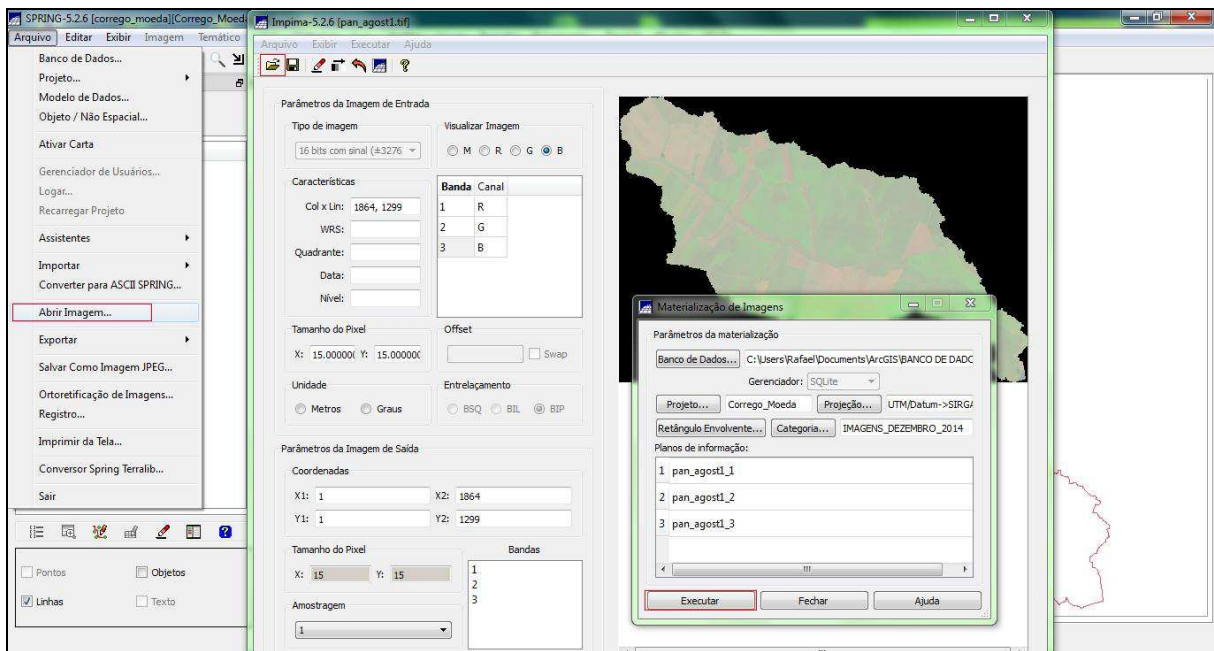 SPRING-5.2.6 [corrego_moeda][Corrego_Moed
Arquivo Editar Exibir Imagem Temático
Banco de Dados...
Projeto...
Modelo de Dados...
Objeto / Não Espacial...
Ativar Carta
Gerenciador de Usuários...
Logar...
Recarregar Projeto
Assistentes
Importar
Converter para ASCII SPRING...
Abrir Imagem...
Exportar
Salvar Como Imagem JPEG...
Ortoretificação de Imagens...
Registro...
Imprimir da Tela...
Conversor Spring Terralib...
Sair
Pontos Objetos
Linhas Texto
Impima-5.2.6 [pan_agost1.tif]
Arquivo Exibir Executar Ajuda
Parâmetros da Imagem de Entrada
Tipo de imagem
16 bits com sinal (±3276
Visualizar Imagem
M R G B
Características
Col x Lin: 1864, 1299
WRS:
Quadrante:
Data:
Nível:
Banda Canal
1 R
2 G
3 B
Tamanho do Pixel
X: 15.00000( Y: 15.00000(
Offset
Swap
Unidade
Metros Graus
Entrelaçamento
BSQ BIL BIP
Parâmetros da Imagem de Saída
Coordenadas
X1: 1 X2: 1864
Y1: 1 Y2: 1299
Tamanho do Pixel
X: 15 Y: 15
Bandas
1
2
3
Amostragem
1
Materialização de Imagens
Parâmetros da materialização
Banco de Dados... C:\Users\Rafael\Documents\ArcGIS\BANCO DE DADC
Gerenciador: SQLite
Projeto... Corrego_Moeda Projeção... UTM/Datum->SIRGA
Retângulo Envolvente... Categoria... IMAGENS_DEZEMBRO_2014
Planos de informação:
1 pan_agost1_1
2 pan_agost1_2
3 pan_agost1_3
Executar Fechar Ajuda